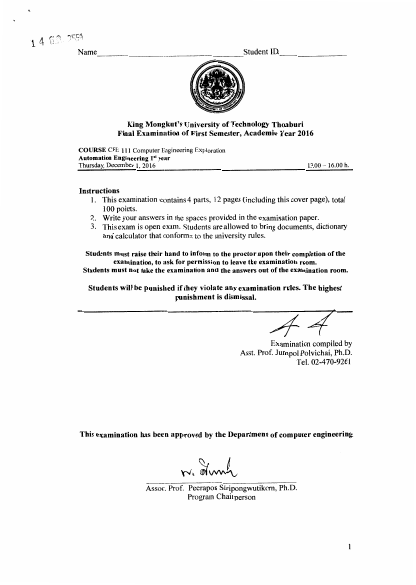 Name Student ID
King Mongkut's University of Technology Thonburi
Final Examination of First Semester, Academic Year 2016
COURSE CPE 111 Computer Engineering Exploration
Automation Engineering 1st year
Thursday, December 1, 2016 13.00 – 16.00 h.
Instructions
1. This examination contains 4 parts, 12 pages (including this cover page), total
100 points.
2. Write your answers in the spaces provided in the examination paper.
3. This exam is open exam. Students are allowed to bring documents, dictionary
and calculator that conforms to the university rules.
Students must raise their hand to inform to the proctor upon their completion of the
examination, to ask for permission to leave the examination room.
Students must not take the examination and the answers out of the examination room.
Students will be punished if they violate any examination rules. The highest
punishment is dismissal.
Examination compiled by
Asst. Prof. Jumpol Polvichai, Ph.D.
Tel. 02-470-9261
This examination has been approved by the Department of computer engineering
Assoc. Prof. Peerapon Siripongwutikorn, Ph.D.
Program Chairperson
1